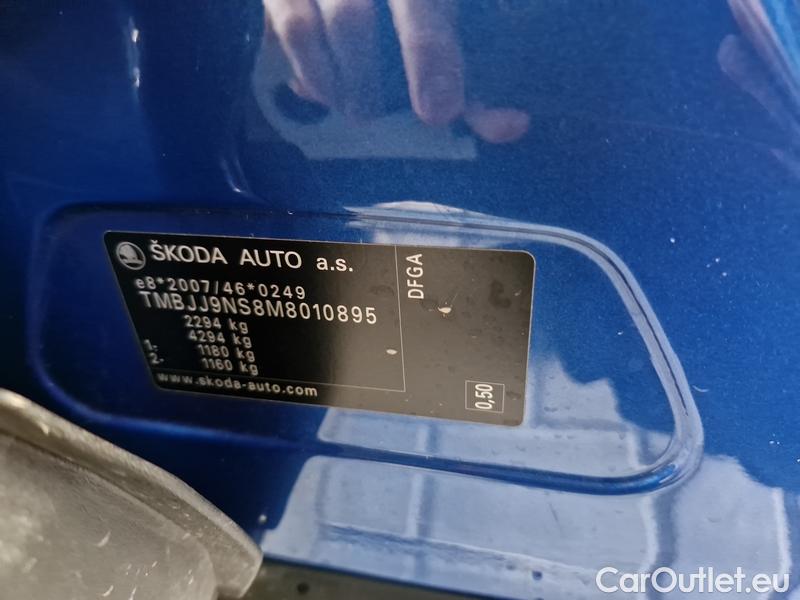 ŠKODA AUTO a.s.
e8*2007/46*0249
TMBJJ9NS8M8010895
2294 kg
4294 kg
1. 1180 kg
2. 1160 kg
www.skoda-auto.com
DFGA
0,50
CarOutlet.eu